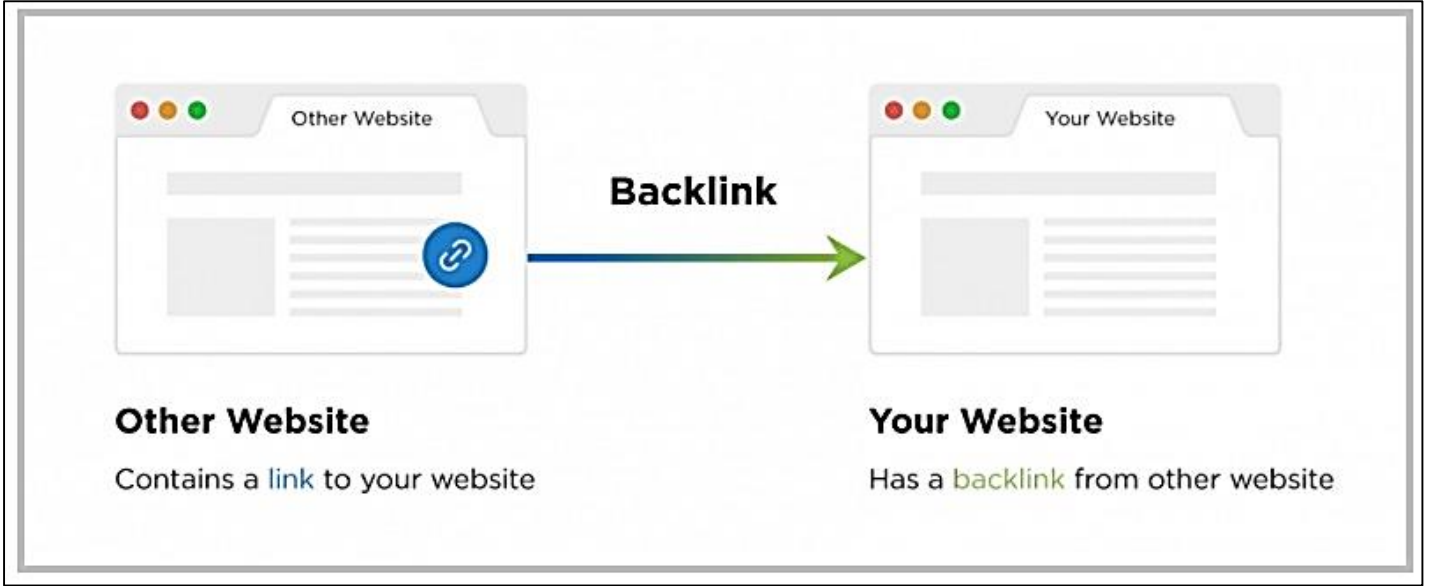 Other Website
Your Website
Backlink
Other Website
Contains a link to your website
Your Website
Has a backlink from other website